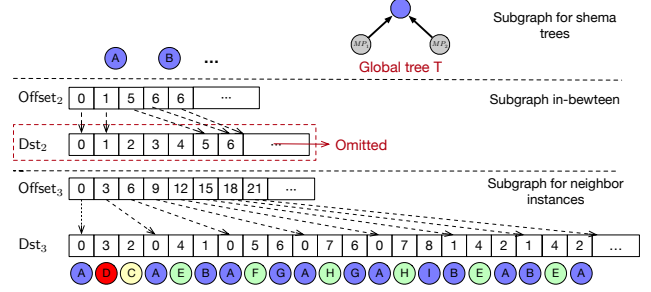 Subgraph for shema
trees
MP₁ MP₂
A B ...
Global tree T
Offset₂ 0 1 5 6 6 ...
Subgraph in-bewteen
Dst₂ 0 1 2 3 4 5 6 ... Omitted
Offset₃ 0 3 6 9 12 15 18 21 ...
Subgraph for neighbor
instances
Dst₃ 0 3 2 0 4 1 0 5 6 0 7 6 0 7 8 1 4 2 1 4 2 ...
A D C A E B A F G A H G A H I B E A B E A